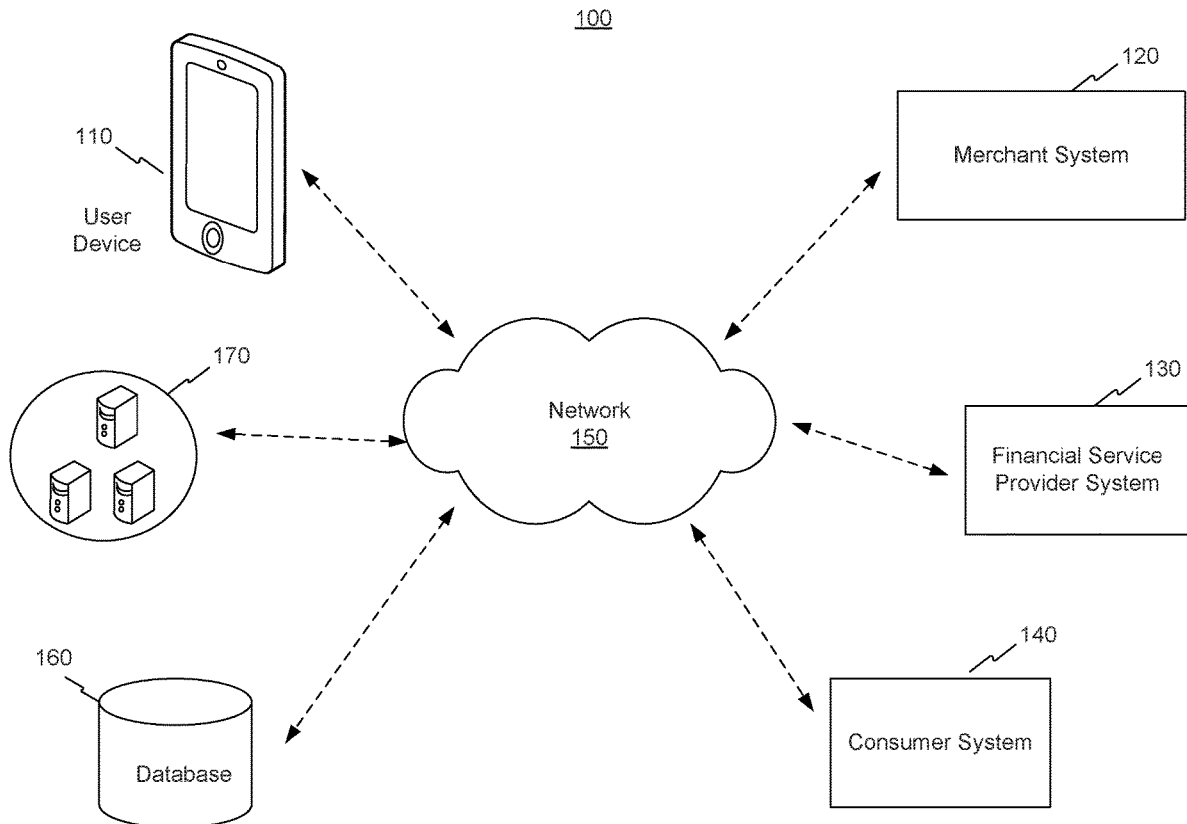 100
110
User
Device
120
Merchant System
170
Network
150
130
Financial Service
Provider System
160
Database
140
Consumer System